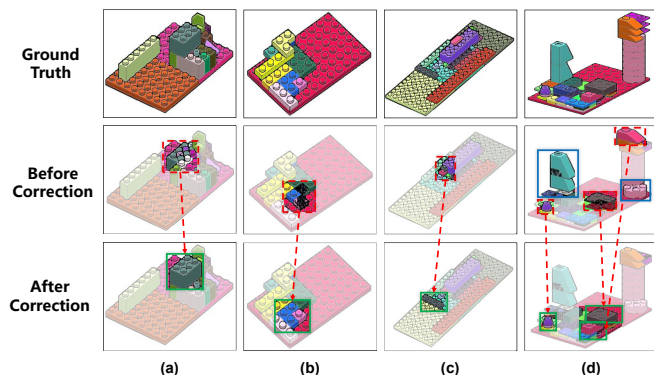 Ground
Truth
Before
Correction
After
Correction
(a) (b) (c) (d)